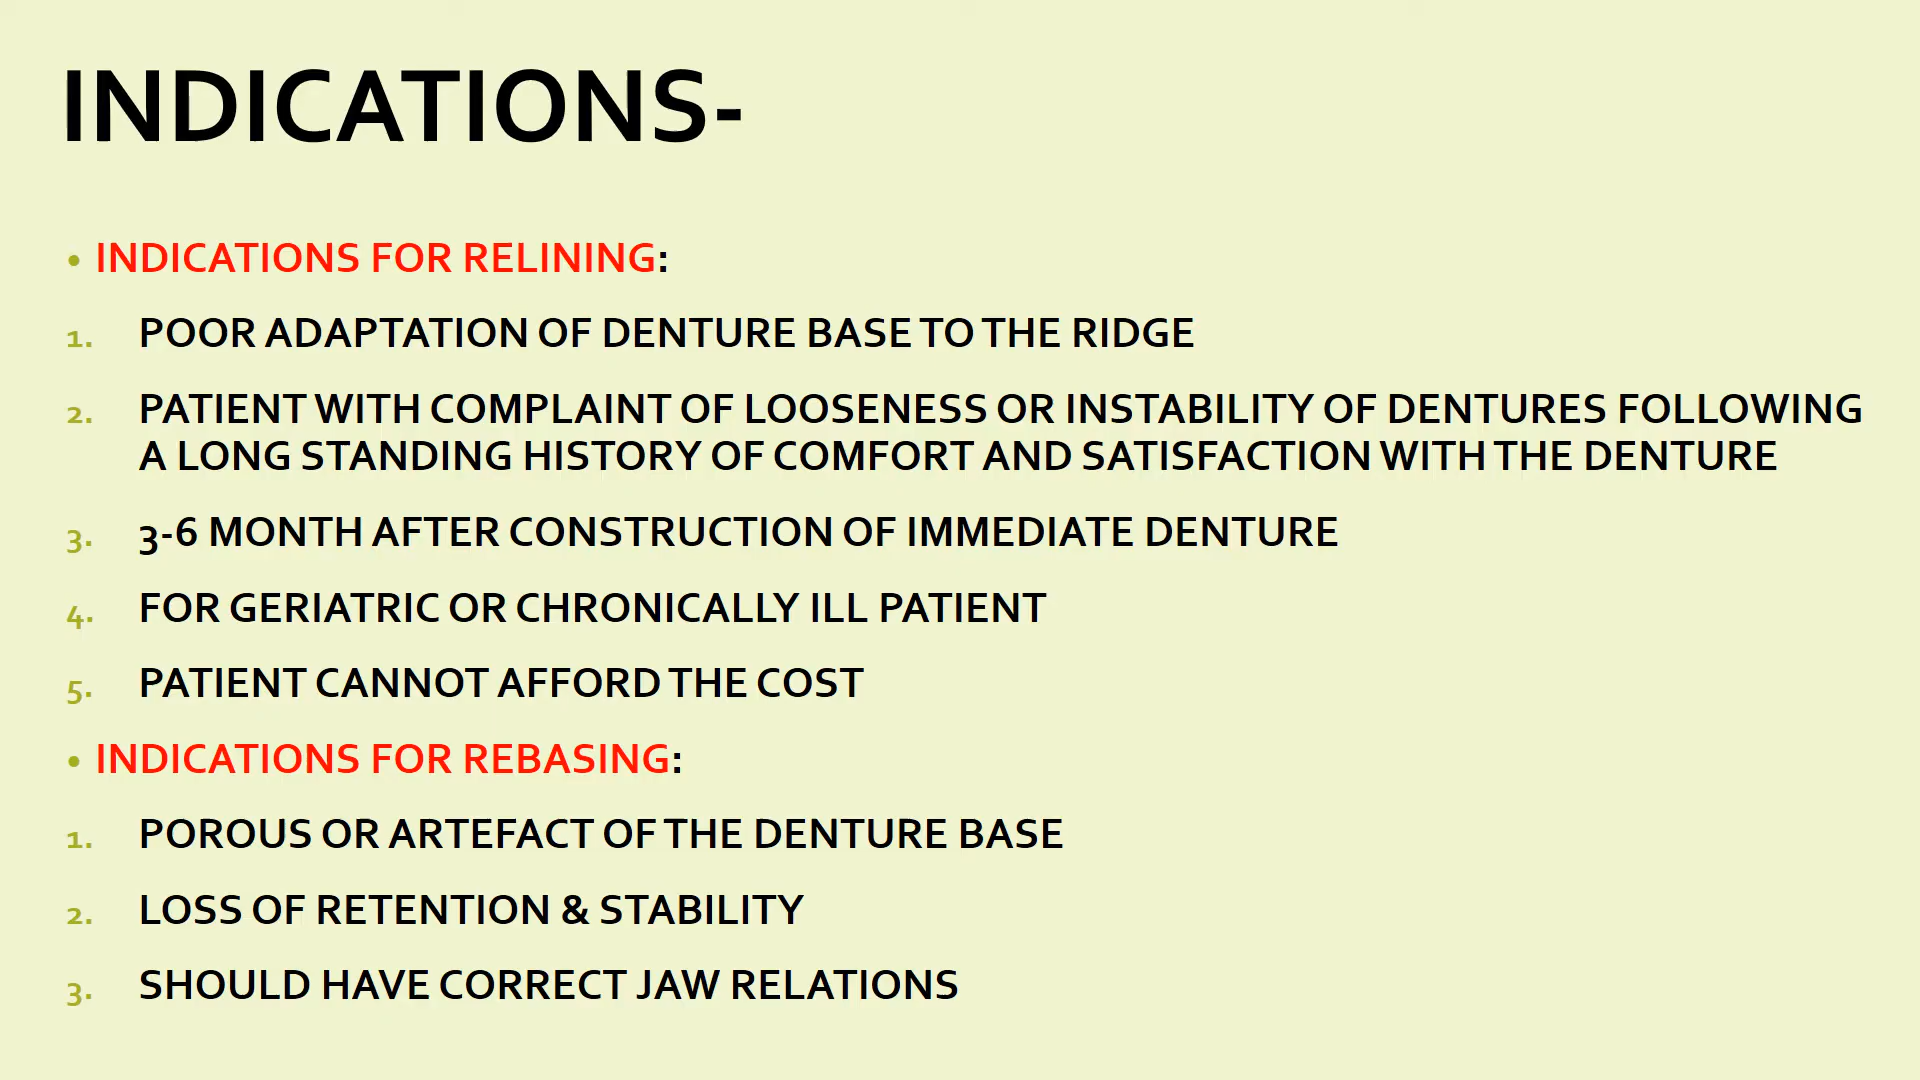 INDICATIONS-
• INDICATIONS FOR RELINING:
1. POOR ADAPTATION OF DENTURE BASE TO THE RIDGE
2. PATIENT WITH COMPLAINT OF LOOSENESS OR INSTABILITY OF DENTURES FOLLOWING
A LONG STANDING HISTORY OF COMFORT AND SATISFACTION WITH THE DENTURE
3. 3-6 MONTH AFTER CONSTRUCTION OF IMMEDIATE DENTURE
4. FOR GERIATRIC OR CHRONICALLY ILL PATIENT
5. PATIENT CANNOT AFFORD THE COST
• INDICATIONS FOR REBASING:
1. POROUS OR ARTEFACT OF THE DENTURE BASE
2. LOSS OF RETENTION & STABILITY
3. SHOULD HAVE CORRECT JAW RELATIONS